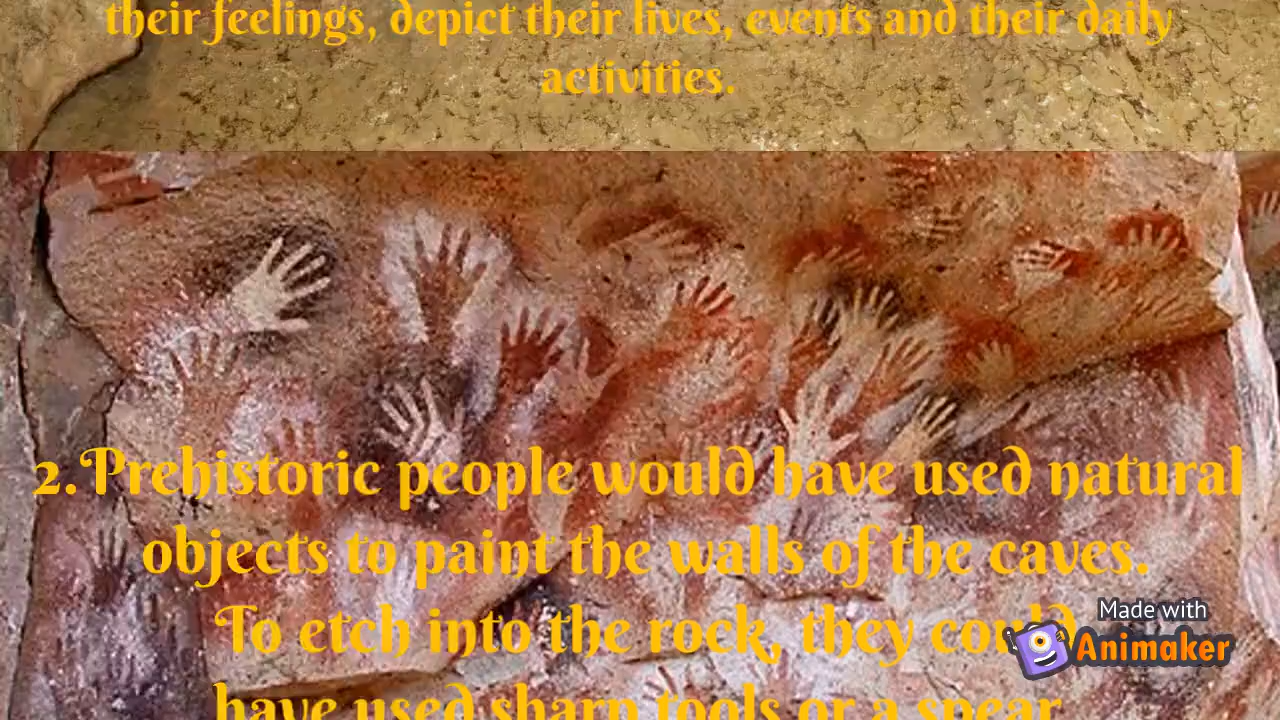 their feelings, depict their lives, events and their daily
activities.
2.Prehistoric people would have used natural
objects to paint the walls of the caves.
To etch into the rock, they could
have used sharp tools or a spear
Made with
Animaker